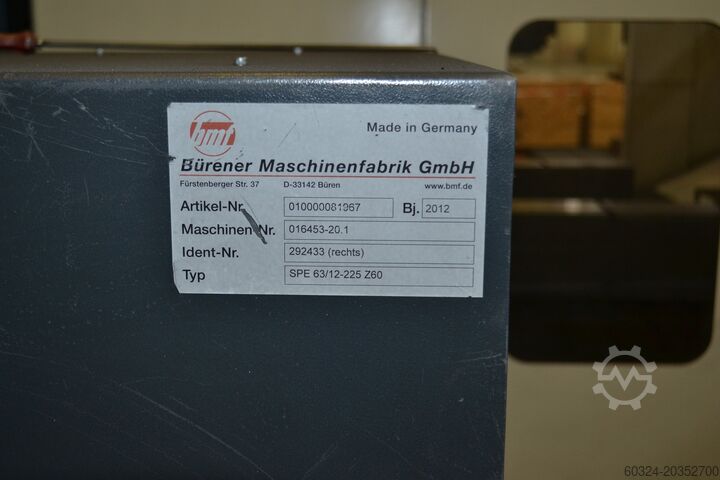 bmf
Made in Germany
Bürener Maschinenfabrik GmbH
Fürstenberger Str. 37 D-33142 Büren www.bmf.de
Artikel-Nr. 010000081967 Bj. 2012
Maschinen-Nr. 016453-20.1
Ident-Nr. 292433 (rechts)
Typ SPE 63/12-225 Z60
60324-20352700